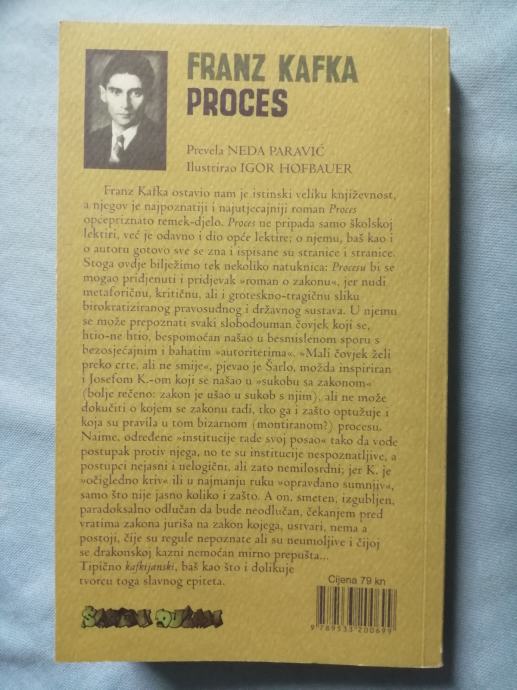 FRANZ KAFKA
PROCES
Prevela NEDA PARAVIĆ
Ilustrirao IGOR HOFBAUER
Franz Kafka ostavio nam je istinski veliku književnost,
a njegov je najpoznatiji i najutjecajniji roman Proces
općepriznato remek-djelo. Proces ne pripada samo školskoj
lektiri, već je odavno i dio opće lektire; o njemu, baš kao i
o autoru gotovo sve se zna i ispisane su stranice i stranice.
Stoga ovdje bilježimo tek nekoliko natuknica: Procesu bi se
mogao pridjenuti i pridjevak »roman o zakonu«, jer nudi
metaforičnu, kritičnu, ali i groteskno-tragičnu sliku
birokratiziranog pravosudnog i državnog sustava. U njemu
se može prepoznati svaki slobodouman čovjek koji se,
htio-ne htio, bespomoćan našao u besmislenom sporu s
bezosjećajnim i bahatim »autoritetima«. »Mali čovjek želi
preko crte, ali ne smije«, pjevao je Šarlo, možda inspiriran
i Josefom K.-om koji se našao u »sukobu sa zakonom«
(bolje rečeno: zakon je ušao u sukob s njim), ali ne može
dokučiti o kojem se zakonu radi, tko ga i zašto optužuje i
koja su pravila u tom bizarnom (montiranom?) procesu.
Naime, određene »institucije rade svoj posao« tako da vode
postupak protiv njega, no te su institucije nespoznatljive, a
postupci nejasni i nelogični, ali zato nemilosrdni; jer K. je
»očigledno kriv« ili u najmanju ruku »opravdano sumnjiv«,
samo što nije jasno koliko i zašto. A on, smeten, izgubljen,
paradoksalno odlučan da bude neodlučan, čekanjem pred
vratima zakona juriša na zakon kojega, ustvari, nema a
postoji, čije su regule nepoznate ali su neumoljive i čijoj
se drakonskoj kazni nemoćan mirno prepušta...
Tipično kafkijanski, baš kao što i dolikuje
tvorcu toga slavnog epiteta.
Cijena 79 kn
9 789533 200699
ŠARENI DUĆAN